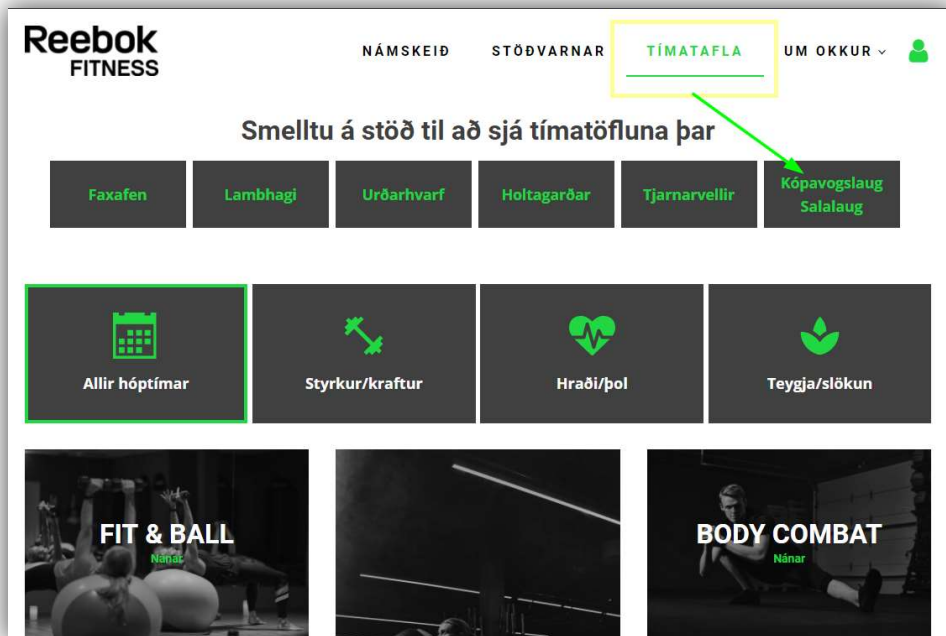 Reebok
FITNESS
NÁMSKEIÐ STÖÐVARNAR TÍMATAFLA UM OKKUR
Smelltu á stöð til að sjá tímatöfluna þar
Faxafen Lambhagi Urðarhvarf Holtagarðar Tjarnarvellir Kópavogslaug
Salalaug
Allir hóptímar Styrkur/kraftur Hraði/þol Teygja/slökun
FIT & BALL BODY COMBAT
Nánar Nánar